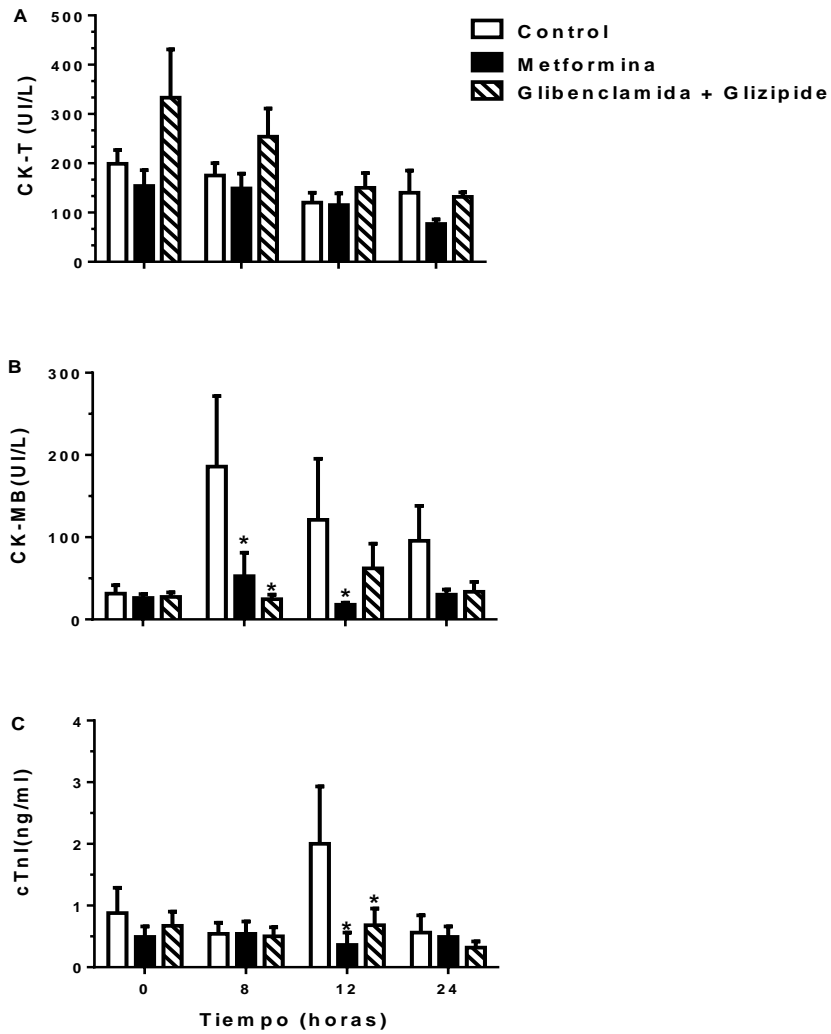 A
CK-T (UI/L)
500
400
300
200
100
0
Control
Metformina
Glibenclamida + Glizipide
B
CK-MB(UI/L)
300
200
100
0
*
*
*
C
cTnI(ng/ml)
4
3
2
1
0
*
*
0 8 12 24
Tiempo (horas)